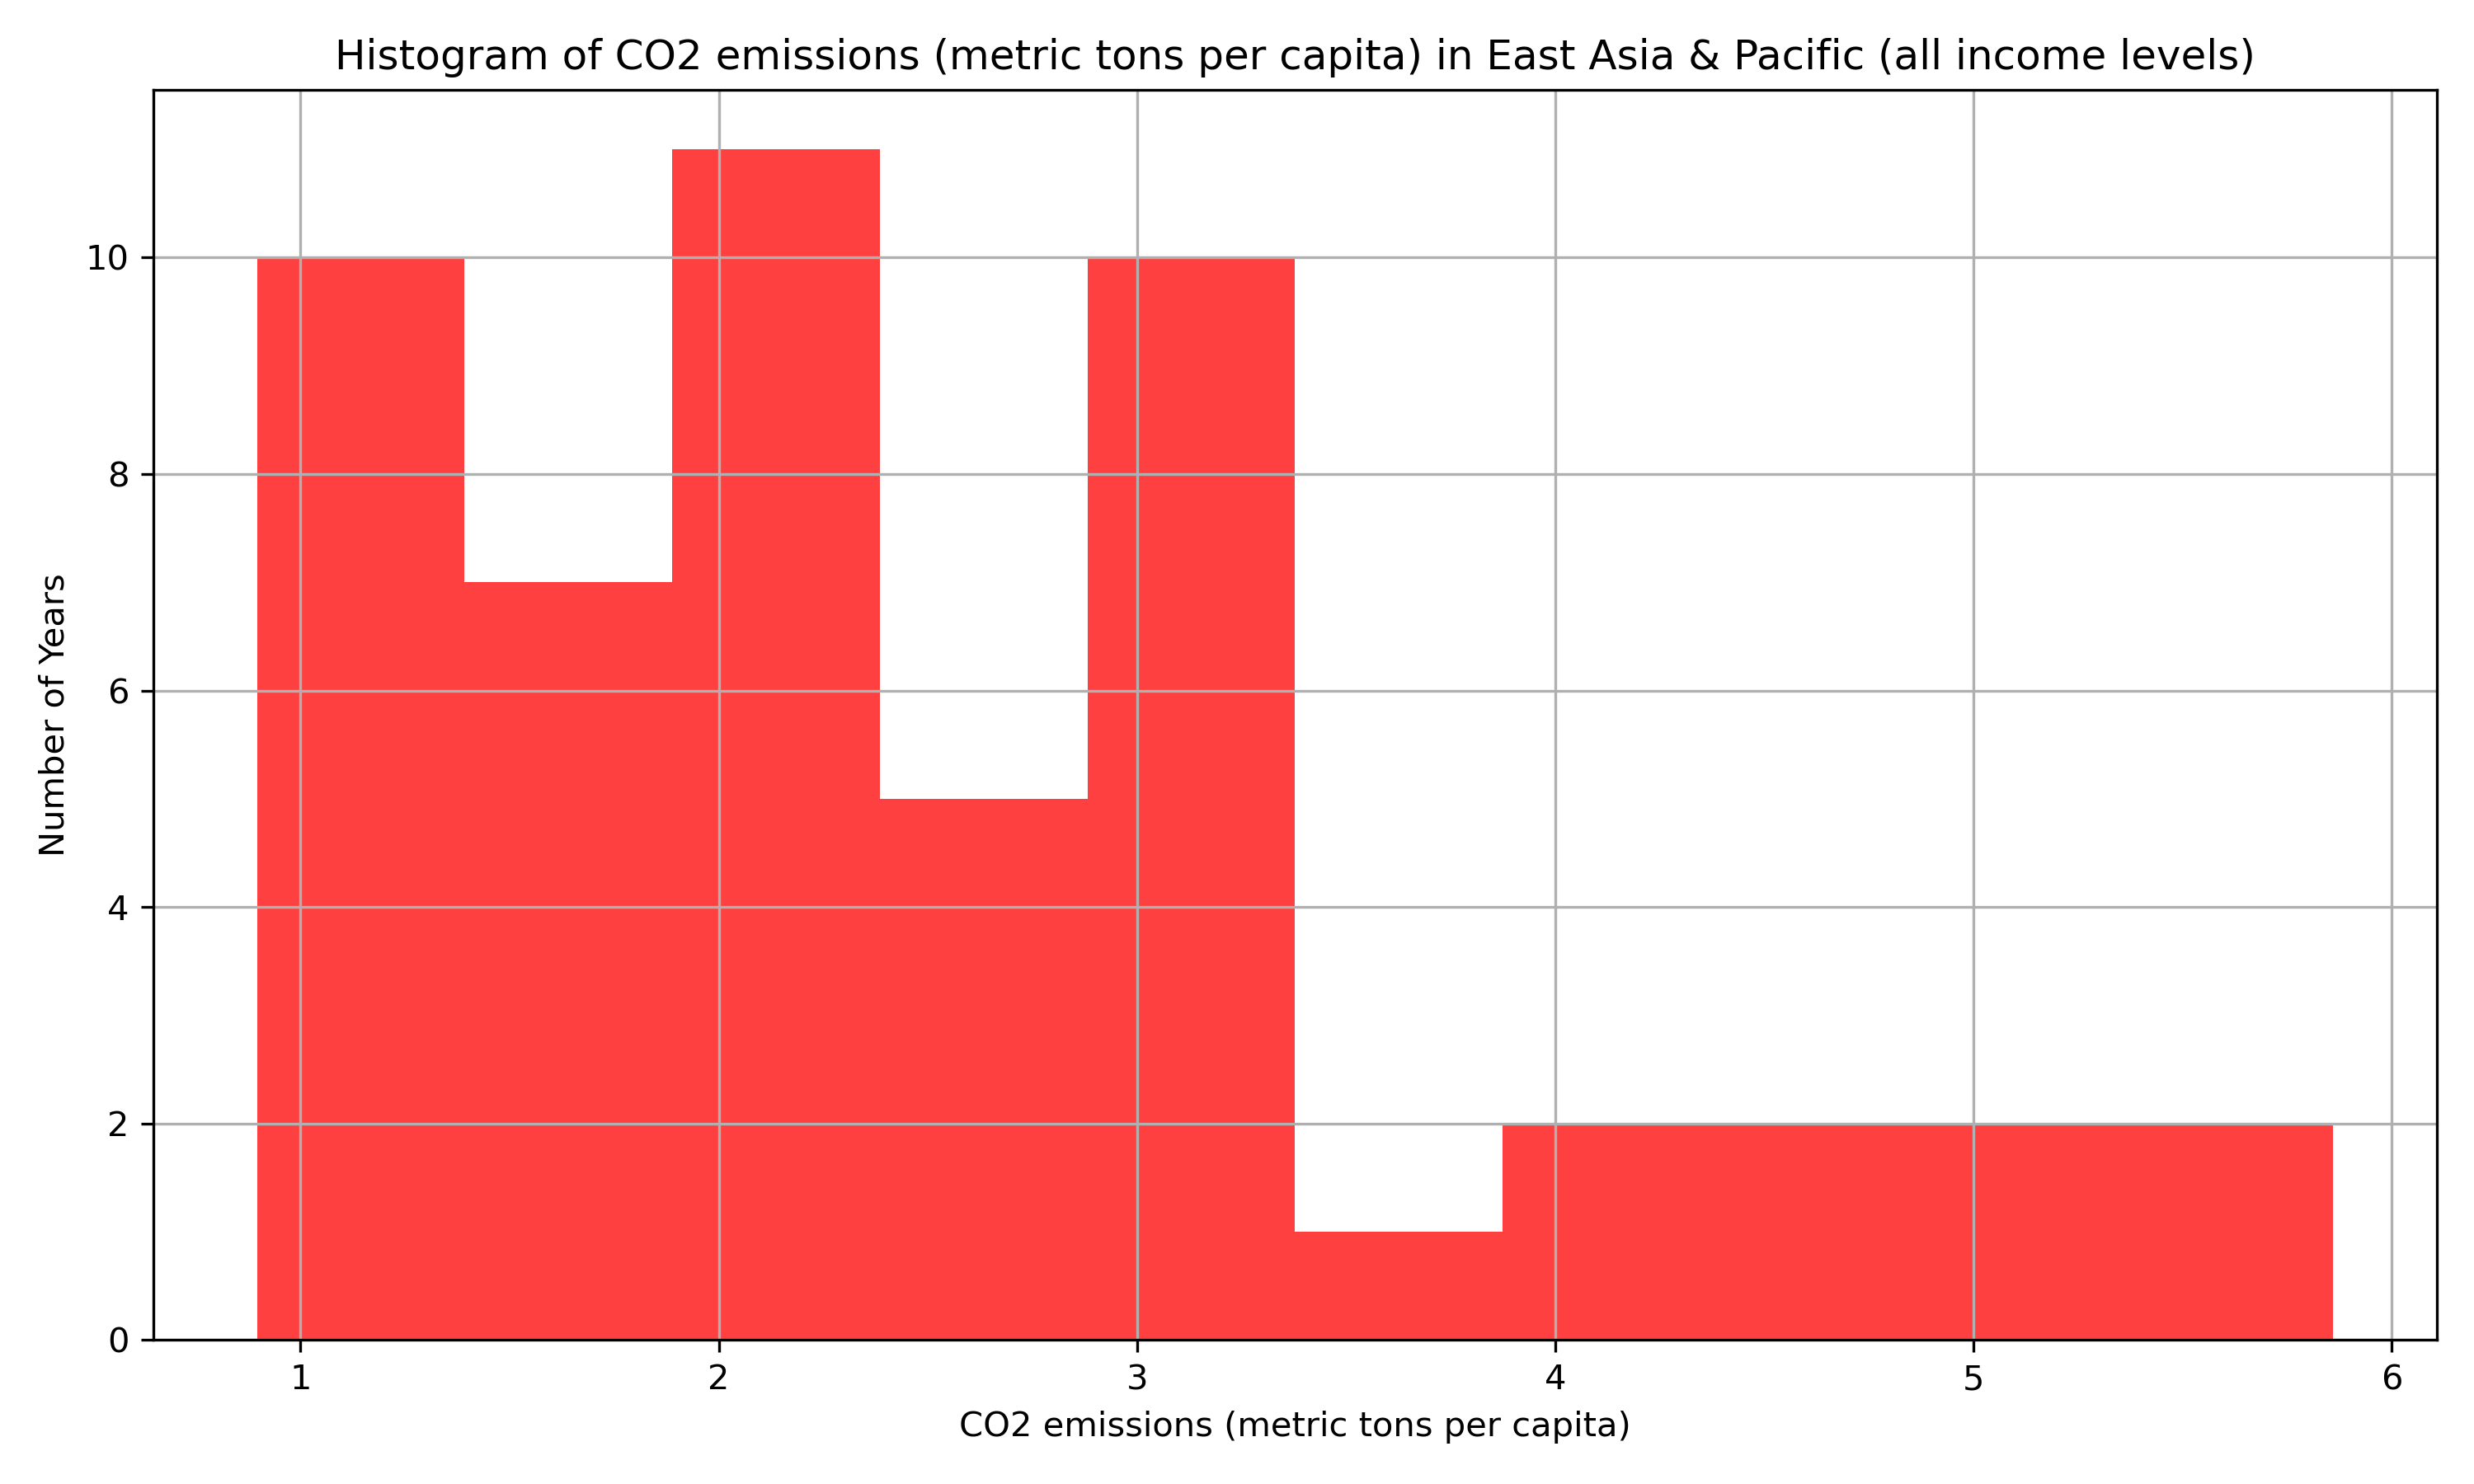 Histogram of CO2 emissions (metric tons per capita) in East Asia & Pacific (all income levels)
10
8
6
4
2
0
Number of Years
1 2 3 4 5 6
CO2 emissions (metric tons per capita)